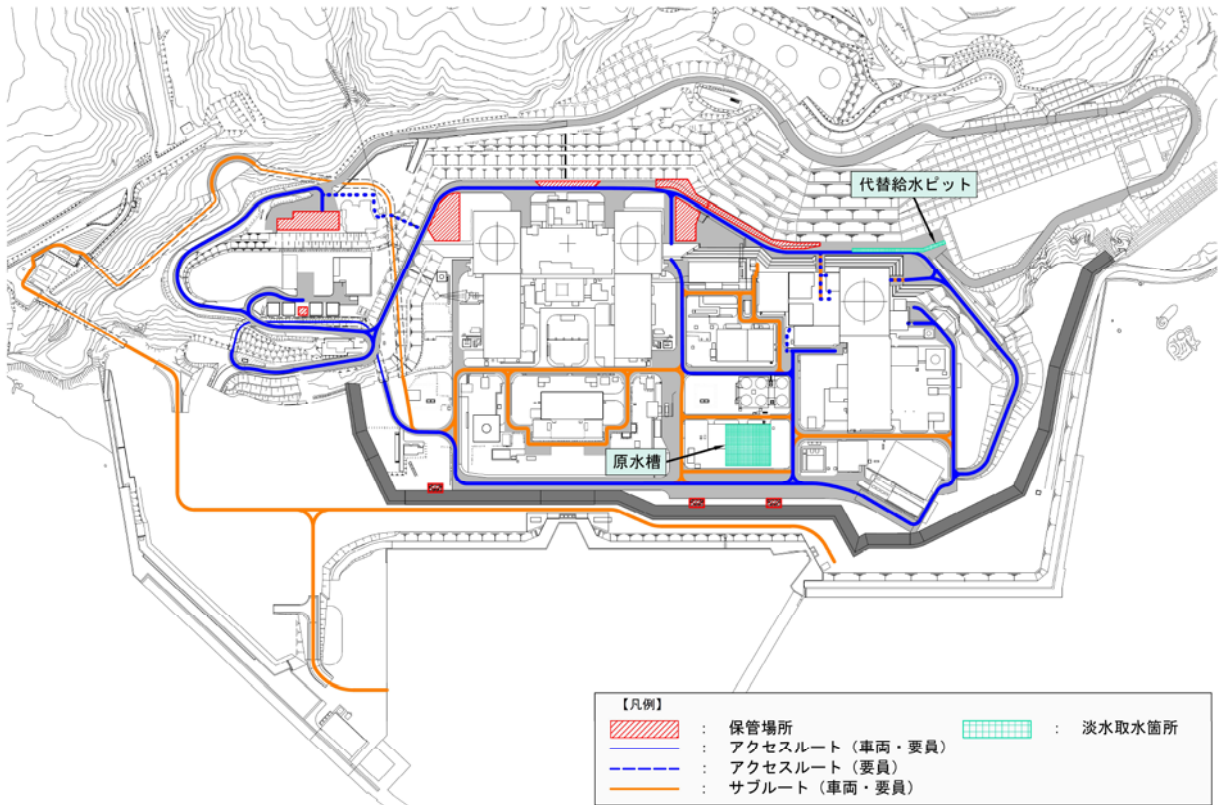 代替給水ピット
原水槽
【凡例】
： 保管場所
： 淡水取水箇所
： アクセスルート（車両・要員）
： アクセスルート（要員）
： サブルート（車両・要員）